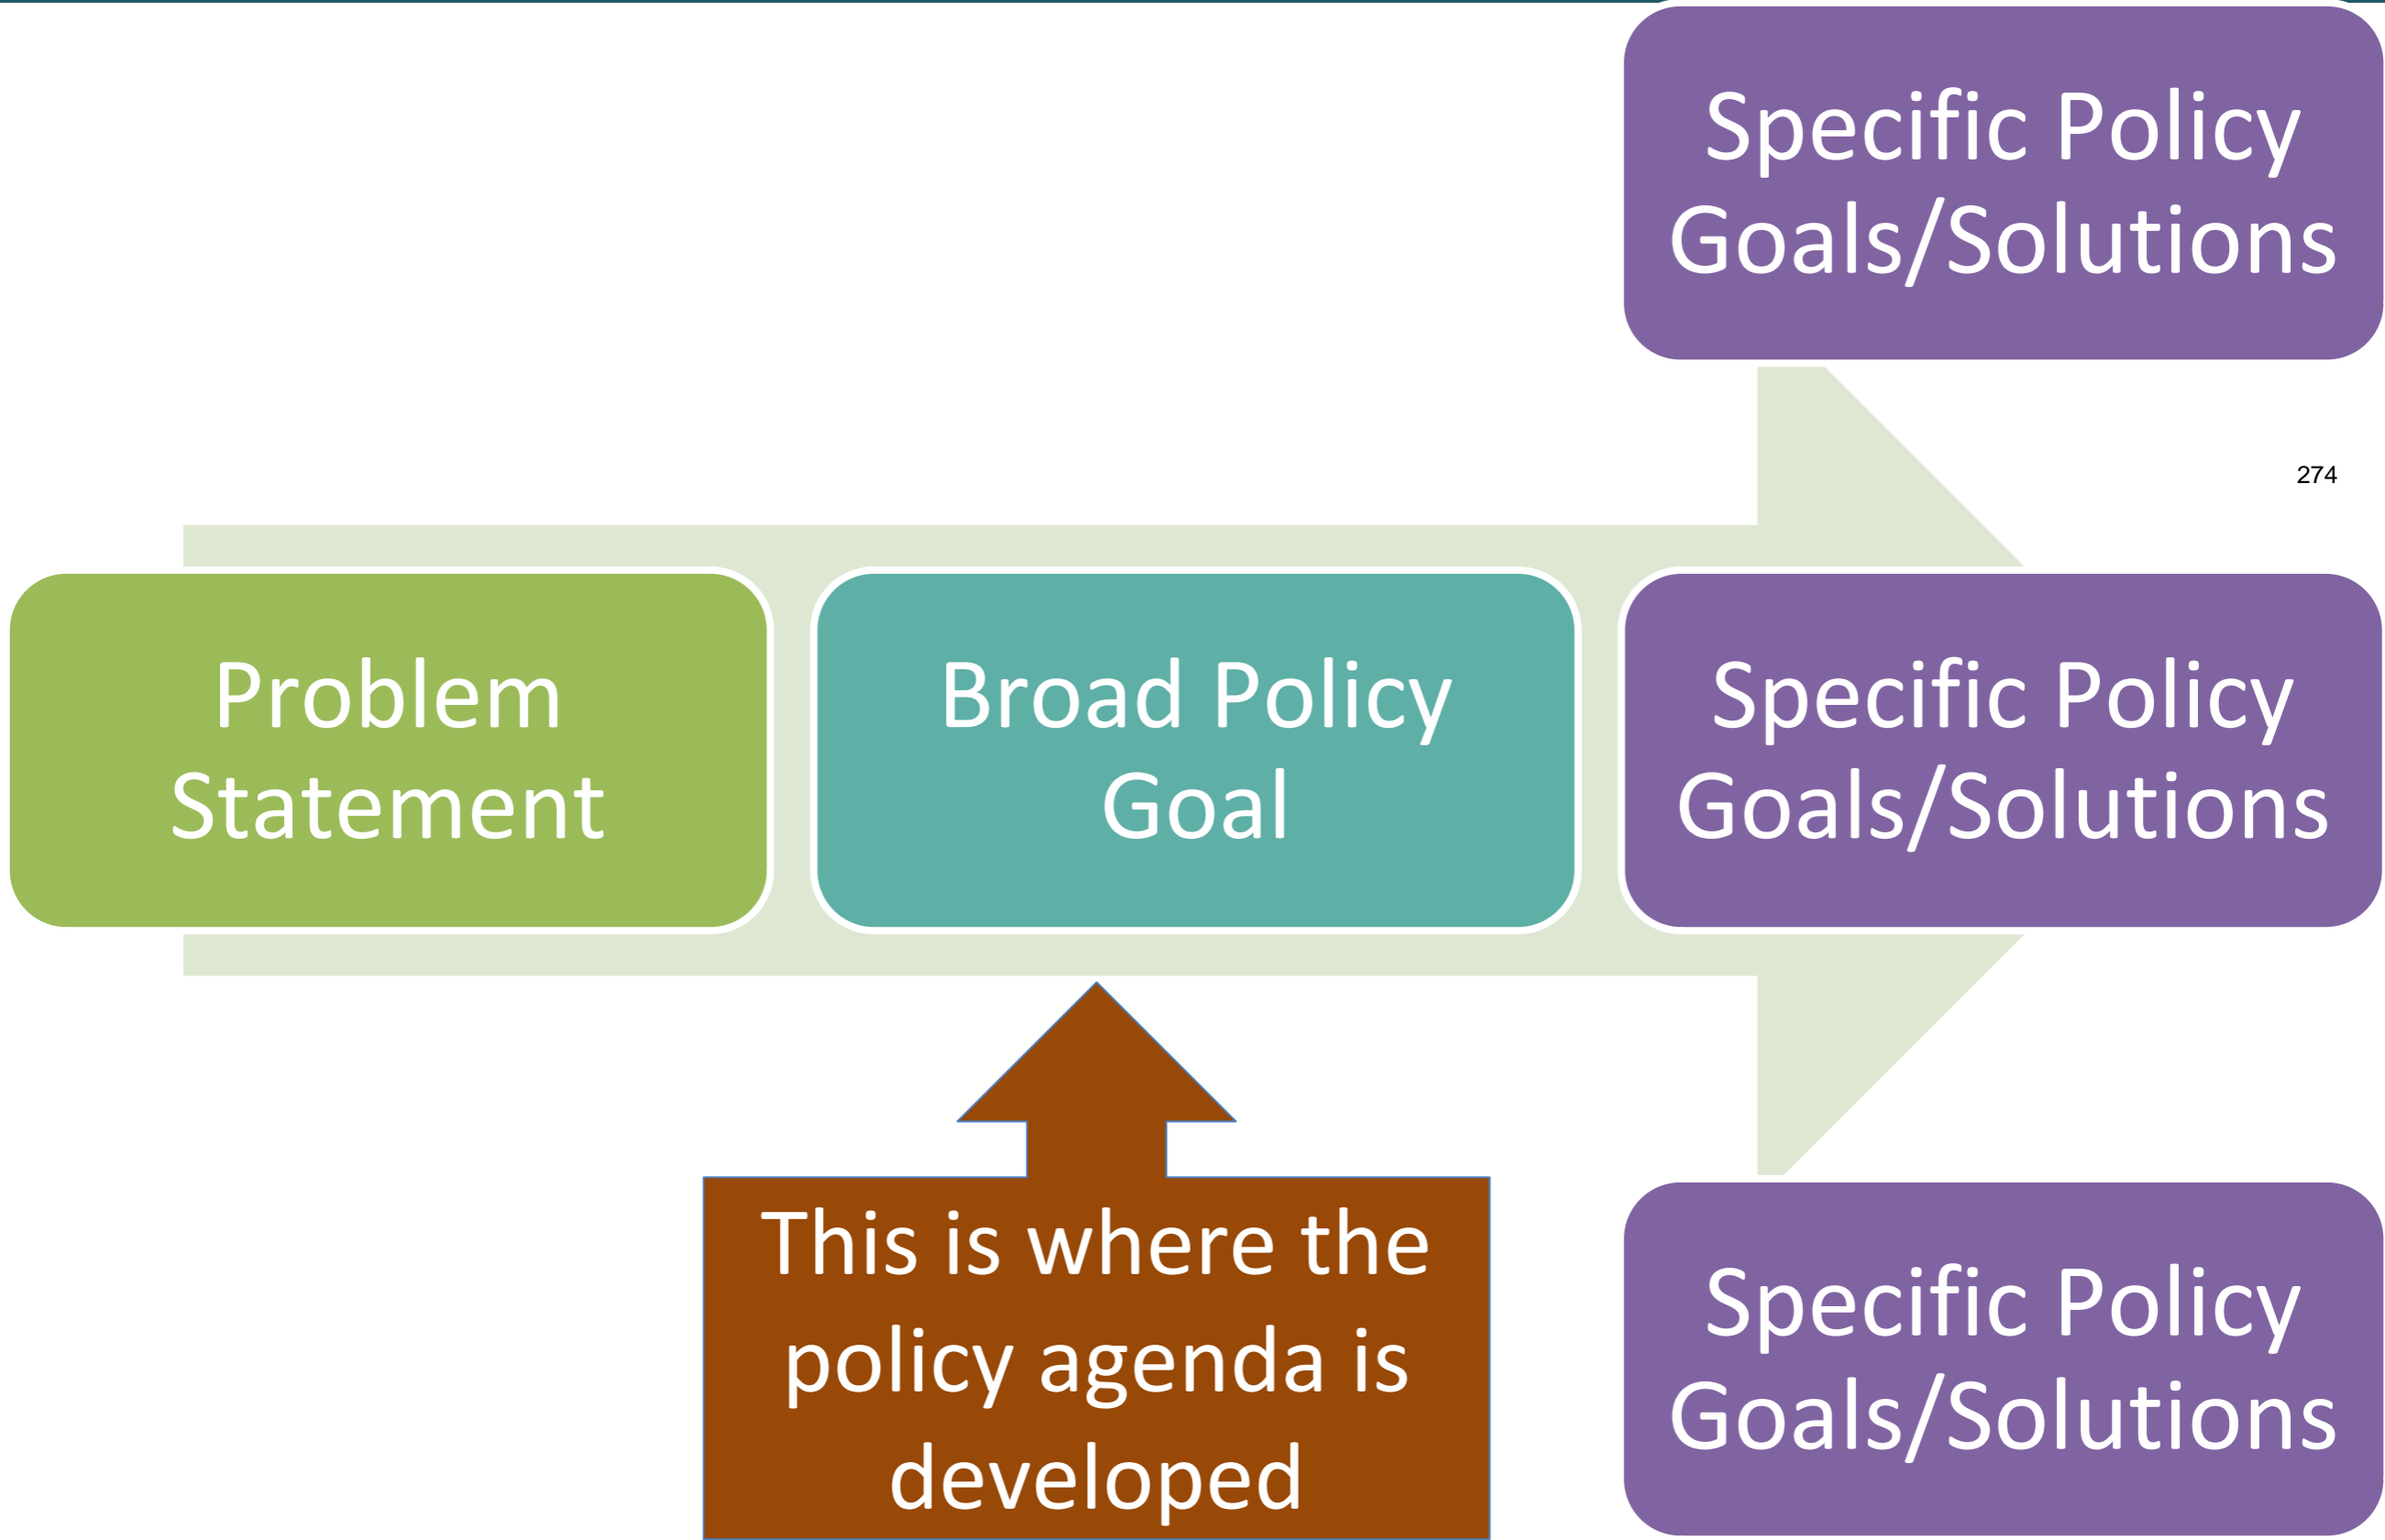 Specific Policy
Goals/Solutions
274
Problem
Statement
Broad Policy
Goal
Specific Policy
Goals/Solutions
This is where the
policy agenda is
developed
Specific Policy
Goals/Solutions